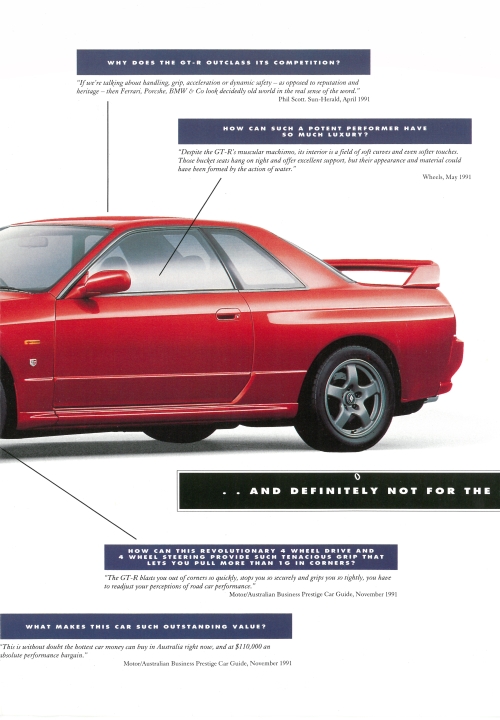 WHY DOES THE GT-R OUTCLASS ITS COMPETITION?
"If we're talking about handling, grip, acceleration or dynamic safety – as opposed to reputation and
heritage – then Ferrari, Porsche, BMW & Co look decidedly old world in the real sense of the word."
Phil Scott. Sun-Herald, April 1991
HOW CAN SUCH A POTENT PERFORMER HAVE
SO MUCH LUXURY?
"Despite the GT-R's muscular machismo, its interior is a field of soft curves and even softer touches.
Those bucket seats hang on tight and offer excellent support, but their appearance and material could
have been formed by the action of water."
Wheels, May 1991
. . AND DEFINITELY NOT FOR THE
HOW CAN THIS REVOLUTIONARY 4 WHEEL DRIVE AND
4 WHEEL STEERING PROVIDE SUCH TENACIOUS GRIP THAT
LETS YOU PULL MORE THAN 1G IN CORNERS?
"The GT-R blasts you out of corners so quickly, stops you so securely and grips you so tightly, you have
to readjust your perceptions of road car performance."
Motor/Australian Business Prestige Car Guide, November 1991
WHAT MAKES THIS CAR SUCH OUTSTANDING VALUE?
"This is without doubt the hottest car money can buy in Australia right now, and at $110,000 an
absolute performance bargain."
Motor/Australian Business Prestige Car Guide, November 1991